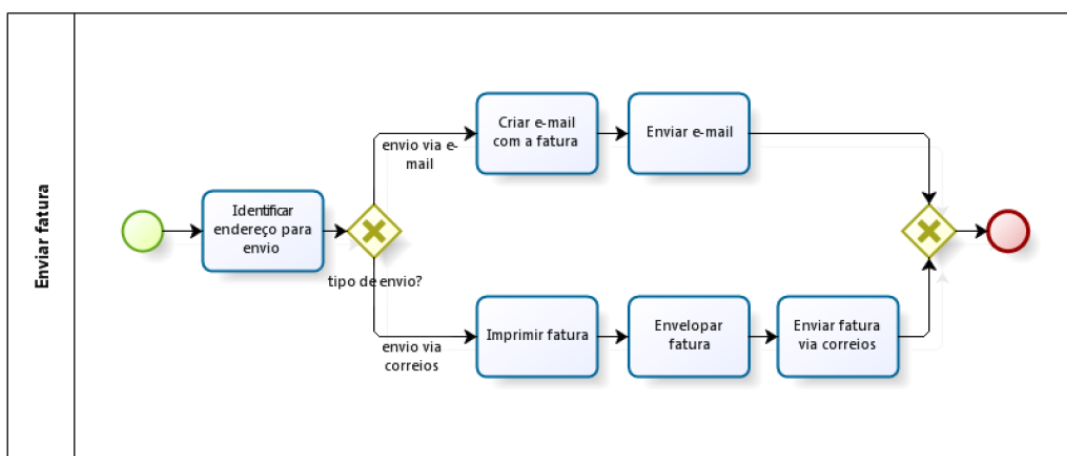 Enviar fatura
Identificar
endereço para
envio
tipo de envio?
envio via e-
mail
Criar e-mail
com a fatura
Enviar e-mail
envio via
correios
Imprimir fatura
Envelopar
fatura
Enviar fatura
via correios